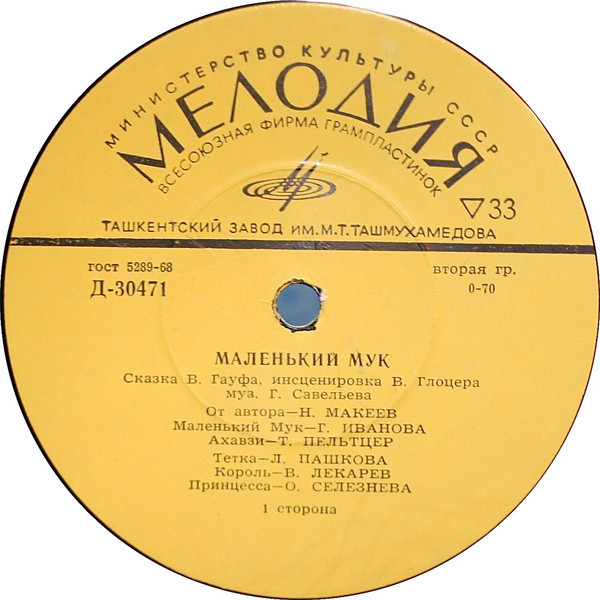 МИНИСТЕРСТВО КУЛЬТУРЫ СССР
МЕЛОДИЯ
ВСЕСОЮЗНАЯ ФИРМА ГРАМПЛАСТИНОК
▽33
ТАШКЕНТСКИЙ ЗАВОД ИМ. М.Т. ТАШМУХАМЕДОВА
гост 5289-68
вторая гр.
Д-30471
0-70
МАЛЕНЬКИЙ МУК
Сказка В. Гауфа, инсценировка В. Глоцера
муз. Г. Савельева
От автора—Н. МАКЕЕВ
Маленький Мук—Г. ИВАНОВА
Ахавзи—Т. ПЕЛЬТЦЕР
Тетка—Л. ПАШКОВА
Король—В. ЛЕКАРЕВ
Принцесса—О. СЕЛЕЗНЕВА
1 сторона